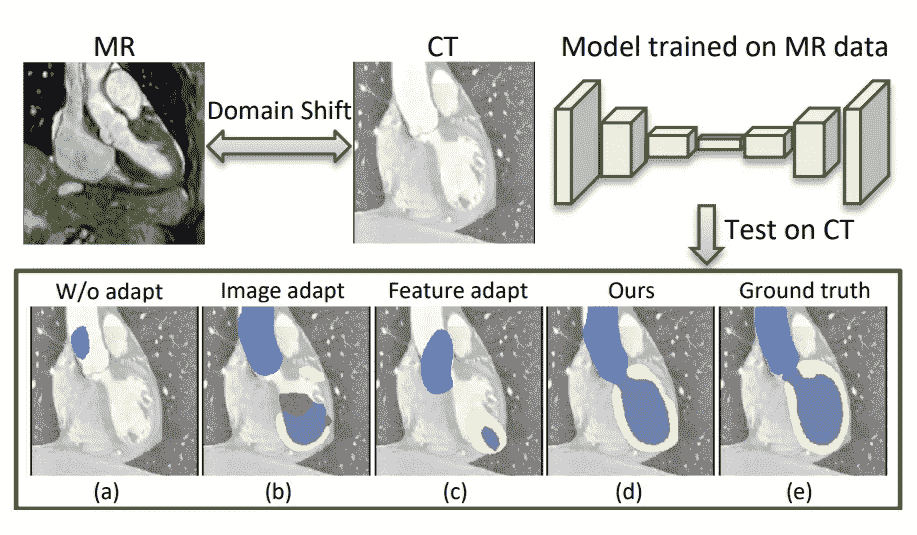 MR
CT
Model trained on MR data
Domain Shift
Test on CT
W/o adapt
Image adapt
Feature adapt
Ours
Ground truth
(a)
(b)
(c)
(d)
(e)